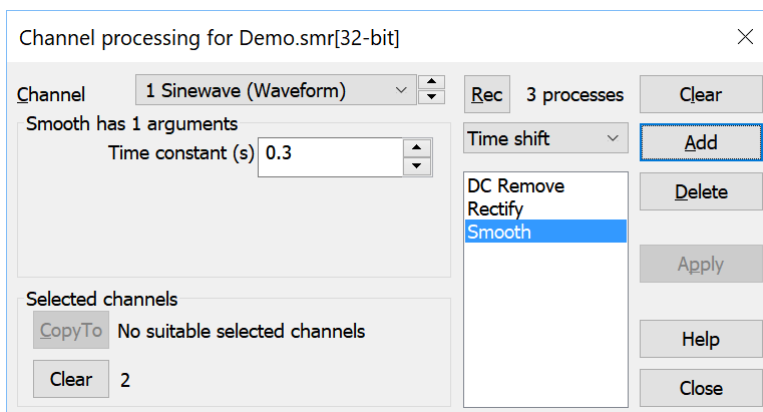 Channel processing for Demo.smr[32-bit]
Channel 1 Sinewave (Waveform)
Rec 3 processes
Clear
Smooth has 1 arguments
Time constant (s) 0.3
Time shift
Add
DC Remove
Rectify
Smooth
Delete
Apply
Selected channels
CopyTo No suitable selected channels
Clear 2
Help
Close